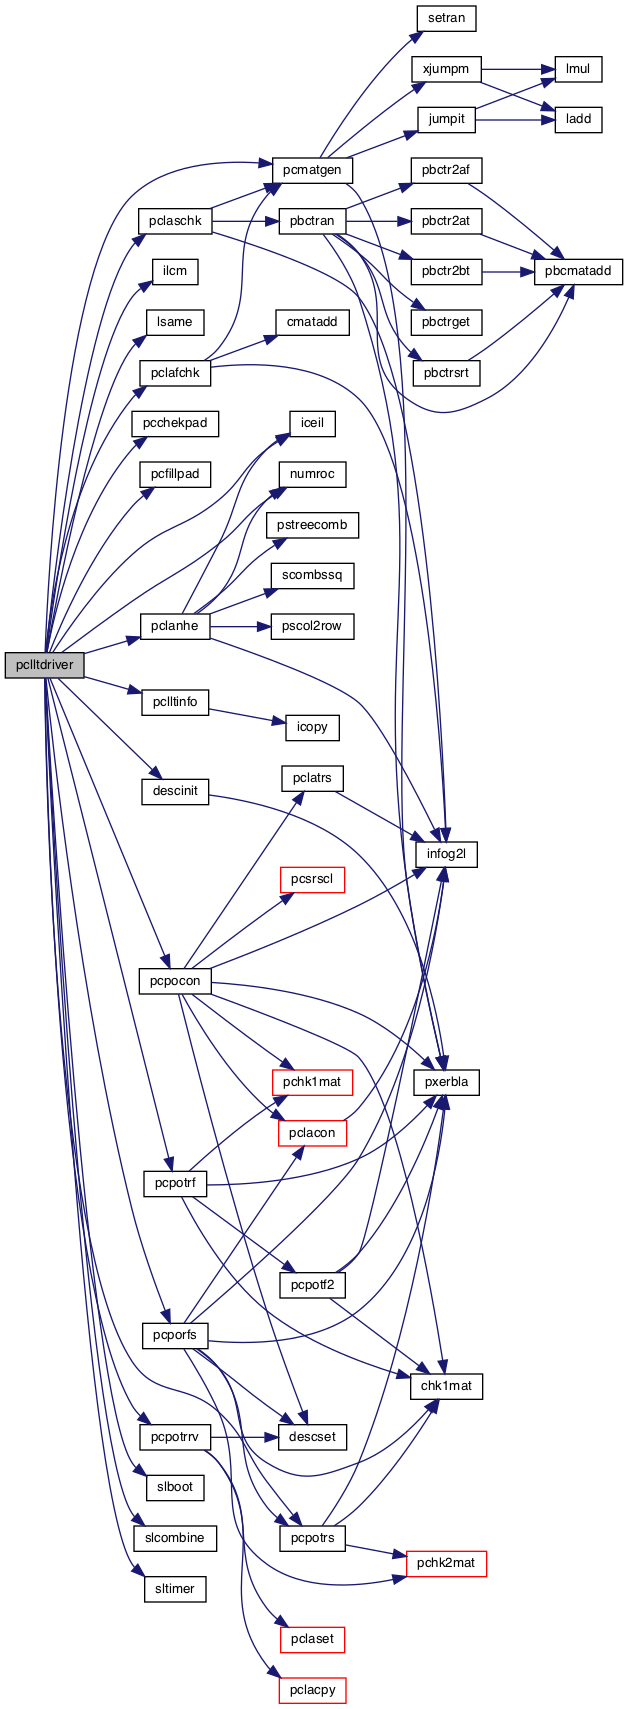 setran
xjumpm
lmul
jumpit
ladd
pcmatgen
pbctr2af
pclaschk
pbctran
pbctr2at
ilcm
pbctr2bt
pbcmatadd
lsame
cmatadd
pbctrget
pclafchk
pbctrsrt
pcchekpad
iceil
pcfillpad
numroc
pstreecomb
scombssq
pclanhe
pscol2row
pclltdriver
pclltinfo
icopy
descinit
pclatrs
infog2l
pcsrscl
pcpocon
pchk1mat
pxerbla
pclacon
pcpotrf
pcpotf2
pcporfs
chk1mat
pcpotrrv
descset
slboot
slcombine
pcpotrs
pchk2mat
sltimer
pclaset
pclacpy